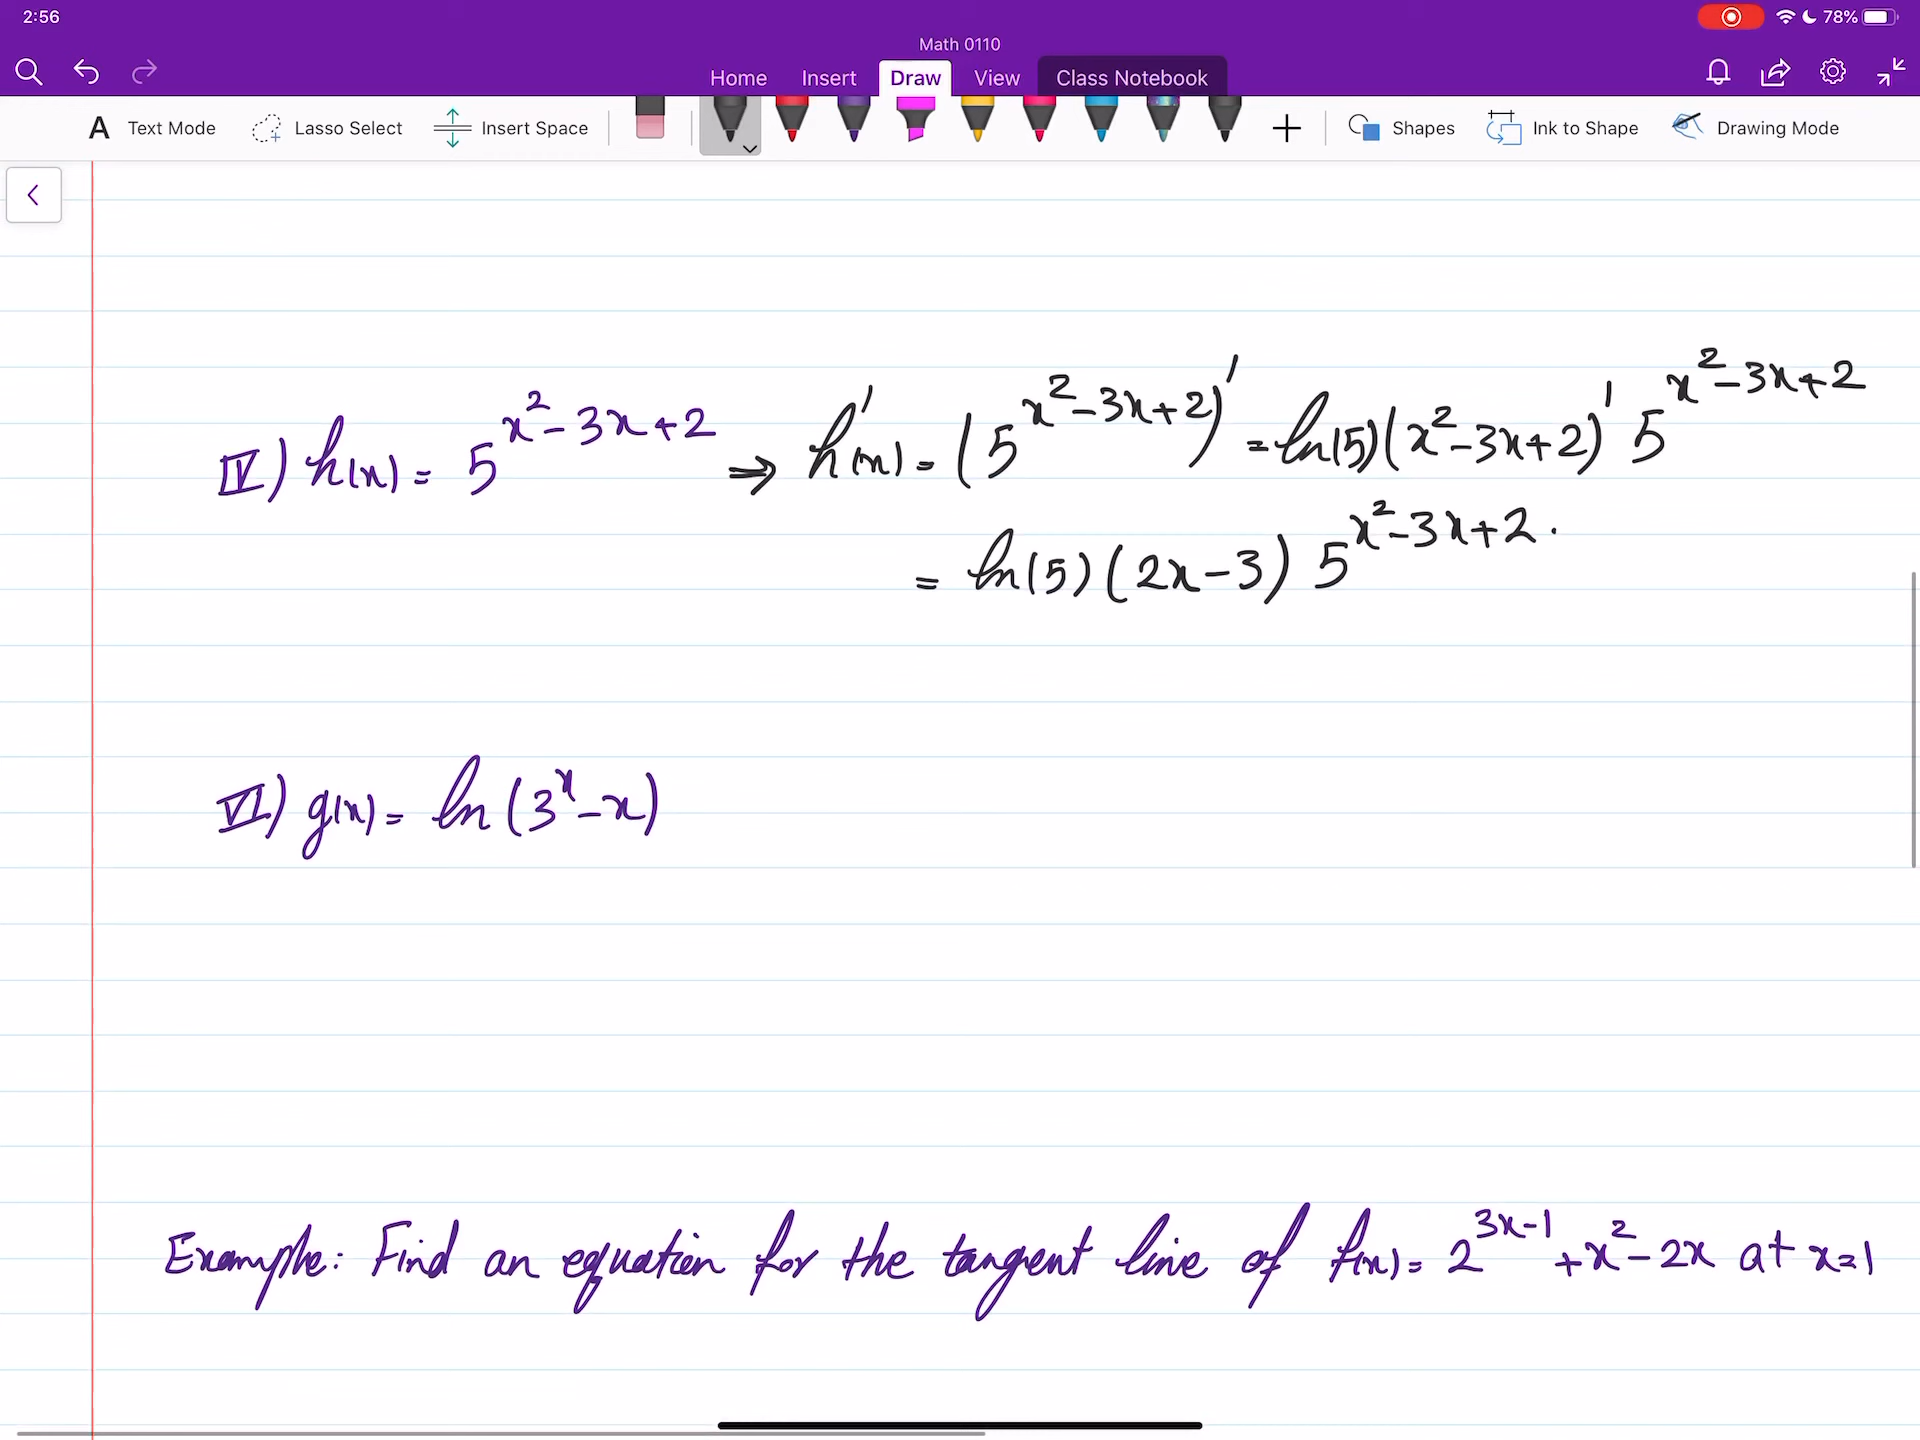 2:56
78%
Math 0110
Home Insert Draw View Class Notebook
A Text Mode Lasso Select Insert Space Shapes Ink to Shape Drawing Mode
IV) h(x) = 5^{x²-3x+2} ⇒ h'(x) = (5^{x²-3x+2})' = ln(5)(x²-3x+2)' 5^{x²-3x+2}
= ln(5)(2x-3) 5^{x²-3x+2}.
VI) g(x) = ln(3^x-x)
Example: Find an equation for the tangent line of f(x) = 2^{3x-1}+x²-2x at x=1